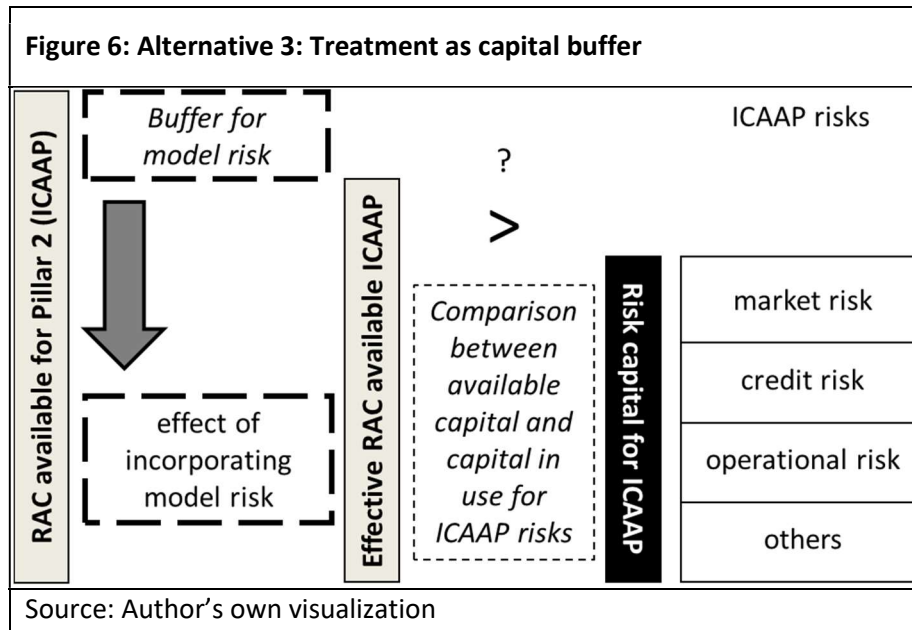 Figure 6: Alternative 3: Treatment as capital buffer
RAC available for Pillar 2 (ICAAP)
Buffer for
model risk
effect of
incorporating
model risk
Effective RAC available ICAAP
?
>
Comparison
between
available
capital and
capital in
use for
ICAAP risks
Risk capital for ICAAP
ICAAP risks
market risk
credit risk
operational risk
others
Source: Author’s own visualization